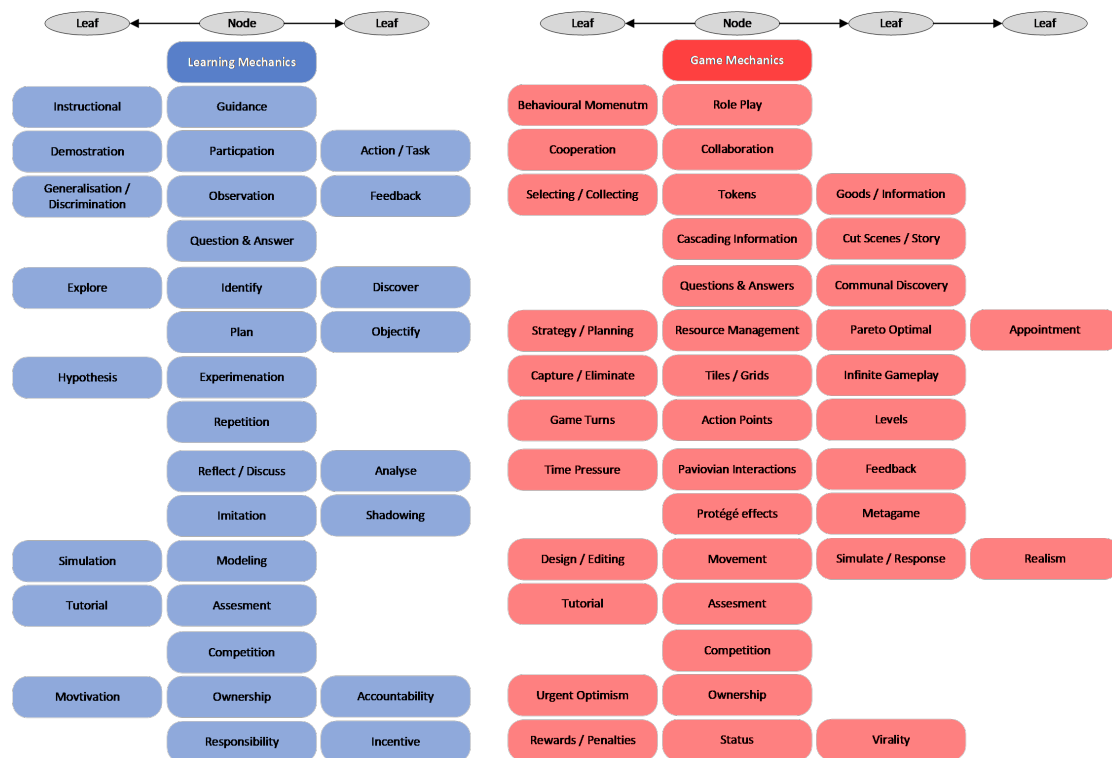 Leaf Node Leaf
Learning Mechanics
Instructional Guidance
Demostration Particpation Action / Task
Generalisation /
Discrimination
Observation Feedback
Question & Answer
Explore Identify Discover
Plan Objectify
Hypothesis Experimenation
Repetition
Reflect / Discuss Analyse
Imitation Shadowing
Simulation Modeling
Tutorial Assesment
Competition
Movtivation Ownership Accountability
Responsibility Incentive
Leaf Node Leaf Leaf
Game Mechanics
Behavioural Momenutm Role Play
Cooperation Collaboration
Selecting / Collecting Tokens Goods / Information
Cascading Information Cut Scenes / Story
Questions & Answers Communal Discovery
Strategy / Planning Resource Management Pareto Optimal Appointment
Capture / Eliminate Tiles / Grids Infinite Gameplay
Game Turns Action Points Levels
Time Pressure Paviovian Interactions Feedback
Protégé effects Metagame
Design / Editing Movement Simulate / Response Realism
Tutorial Assesment
Competition
Urgent Optimism Ownership
Rewards / Penalties Status Virality